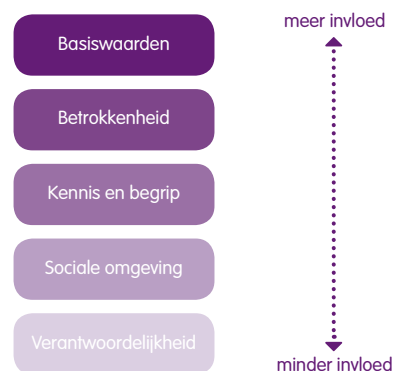 meer invloed
Basiswaarden
Betrokkenheid
Kennis en begrip
Sociale omgeving
Verantwoordelijkheid
minder invloed